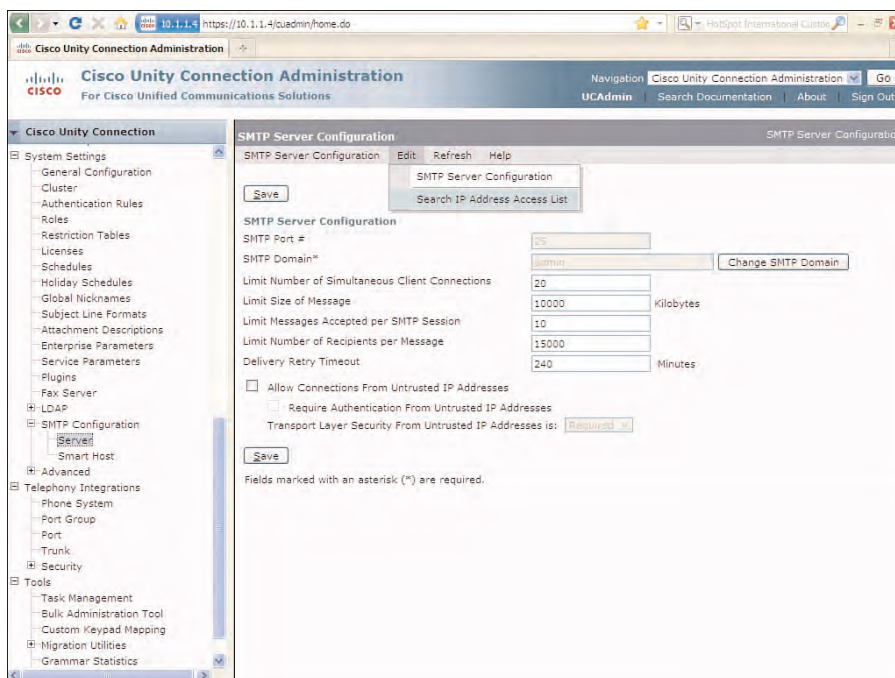 10.1.1.4 https://10.1.1.4/cuadmin/home.do
HotSpot International Custom
Cisco Unity Connection Administration
CISCO
Cisco Unity Connection Administration
For Cisco Unified Communications Solutions
Navigation Cisco Unity Connection Administration Go
UCAdmin Search Documentation About Sign Out
Cisco Unity Connection
System Settings
General Configuration
Cluster
Authentication Rules
Roles
Restriction Tables
Licenses
Schedules
Holiday Schedules
Global Nicknames
Subject Line Formats
Attachment Descriptions
Enterprise Parameters
Service Parameters
Plugins
Fax Server
LDAP
SMTP Configuration
Server
Smart Host
Advanced
Telephony Integrations
Phone System
Port Group
Port
Trunk
Security
Tools
Task Management
Bulk Administration Tool
Custom Keypad Mapping
Migration Utilities
Grammar Statistics
SMTP Server Configuration
SMTP Server Configuratio
SMTP Server Configuration Edit Refresh Help
SMTP Server Configuration
Search IP Address Access List
Save
SMTP Server Configuration
SMTP Port # 25
SMTP Domain* Change SMTP Domain
Limit Number of Simultaneous Client Connections 20
Limit Size of Message 10000 Kilobytes
Limit Messages Accepted per SMTP Session 10
Limit Number of Recipients per Message 15000
Delivery Retry Timeout 240 Minutes
Allow Connections From Untrusted IP Addresses
Require Authentication From Untrusted IP Addresses
Transport Layer Security From Untrusted IP Addresses is: Required
Save
Fields marked with an asterisk (*) are required.